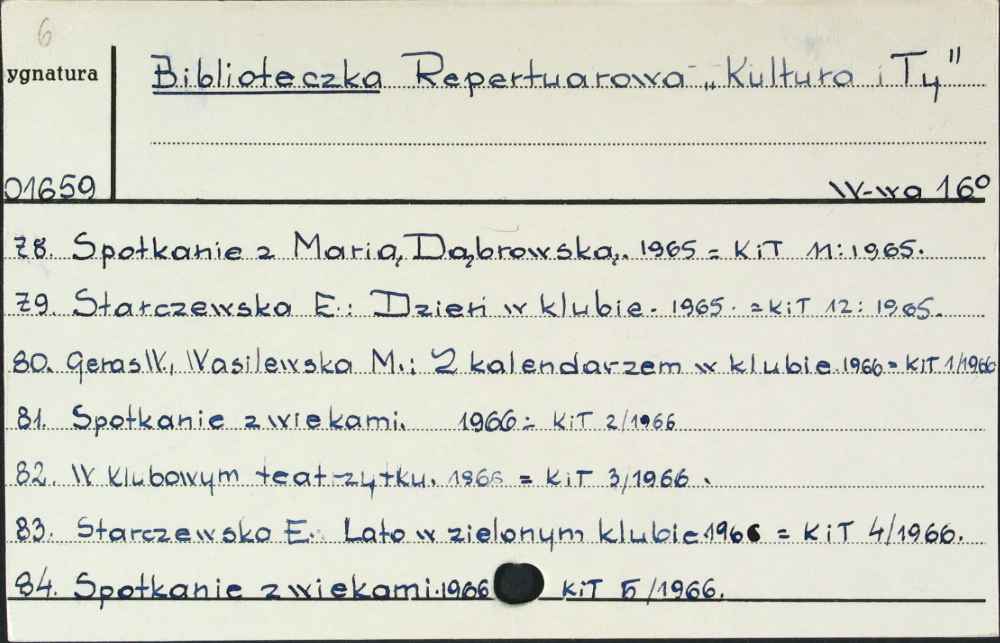 6
ygnatura
Biblioteczka Repertuarowa "Kultura i Ty"
01659
W-wa 16°
78. Spotkanie z Marią Dąbrowską. 1965 = KiT 11:1965.
79. Starczewska E.: Dzień w klubie. 1965. = KiT 12: 1965.
80. Geras W., Wasilewska M.: Z kalendarzem w klubie. 1966 = KiT 1/1966
81. Spotkanie z wiekami. 1966 = KiT 2/1966
82. W klubowym teatrzytku. 1966 = KiT 3/1966.
83. Starczewska E.: Lato w zielonym klubie 1966 = KiT 4/1966.
84. Spotkanie z wiekami. 1966 KiT 5/1966.